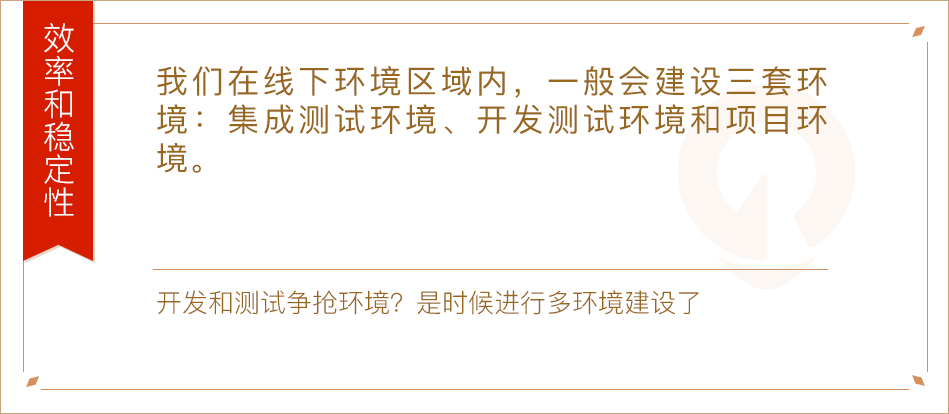 效率和稳定性
我们在线下环境区域内，一般会建设三套环
境：集成测试环境、开发测试环境和项目环
境。
开发和测试争抢环境？是时候进行多环境建设了